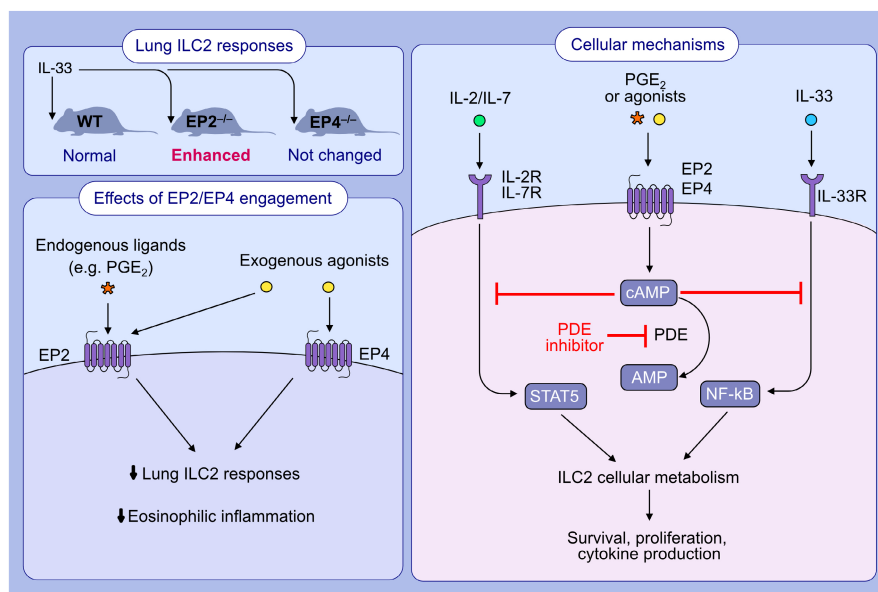 Lung ILC2 responses
IL-33
WT
EP2–/–
EP4–/–
Normal
Enhanced
Not changed
Effects of EP2/EP4 engagement
Endogenous ligands
(e.g. PGE2)
Exogenous agonists
EP2
EP4
Lung ILC2 responses
Eosinophilic inflammation
Cellular mechanisms
IL-2/IL-7
PGE2
or agonists
IL-33
IL-2R
IL-7R
EP2
EP4
IL-33R
cAMP
PDE
inhibitor
PDE
AMP
STAT5
NF-kB
ILC2 cellular metabolism
Survival, proliferation,
cytokine production